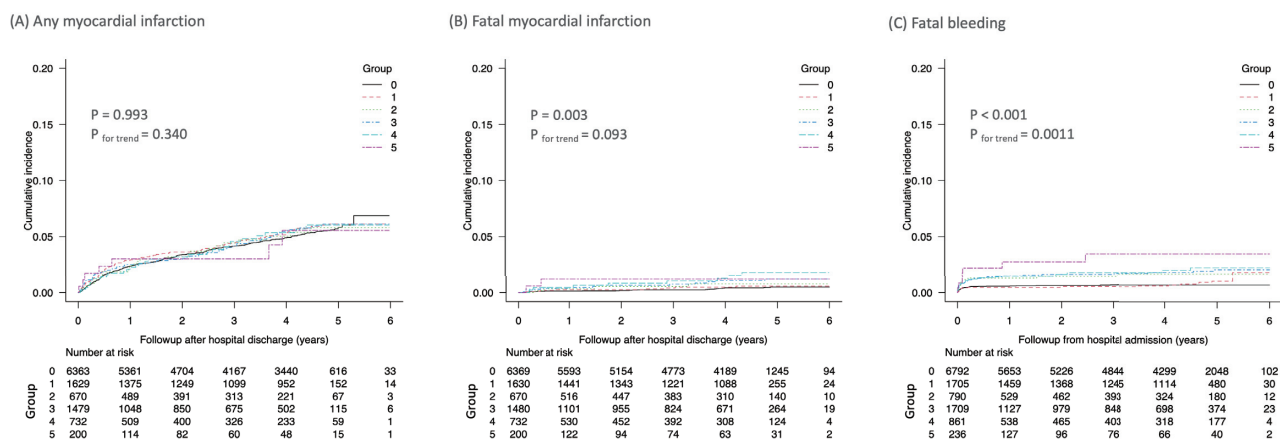 (A) Any myocardial infarction
0.20
0.15
0.10
0.05
0.00
Cumulative incidence
P = 0.993
P for trend = 0.340
Group
0
1
2
3
4
5
0 1 2 3 4 5 6
Followup after hospital discharge (years)
Number at risk
Group
0 6363 5361 4704 4167 3440 616 33
1 1629 1375 1249 1099 952 152 14
2 670 489 391 313 221 67 3
3 1479 1048 850 675 502 115 6
4 732 509 400 326 233 59 1
5 200 114 82 60 48 15 1
(B) Fatal myocardial infarction
0.20
0.15
0.10
0.05
0.00
Cumulative incidence
P = 0.003
P for trend = 0.093
Group
0
1
2
3
4
5
0 1 2 3 4 5 6
Followup after hospital discharge (years)
Number at risk
Group
0 6369 5593 5154 4773 4189 1245 94
1 1630 1441 1343 1221 1088 255 24
2 670 516 447 383 310 140 10
3 1480 1101 955 824 671 264 19
4 732 530 452 392 308 124 4
5 200 122 94 74 63 31 2
(C) Fatal bleeding
0.20
0.15
0.10
0.05
0.00
Cumulative incidence
P < 0.001
P for trend = 0.0011
Group
0
1
2
3
4
5
0 1 2 3 4 5 6
Followup from hospital admission (years)
Number at risk
Group
0 6792 5653 5226 4844 4299 2048 102
1 1705 1459 1368 1245 1114 480 30
2 790 529 462 393 324 180 12
3 1709 1127 979 848 698 374 23
4 861 538 465 403 318 177 4
5 236 127 96 76 66 40 2